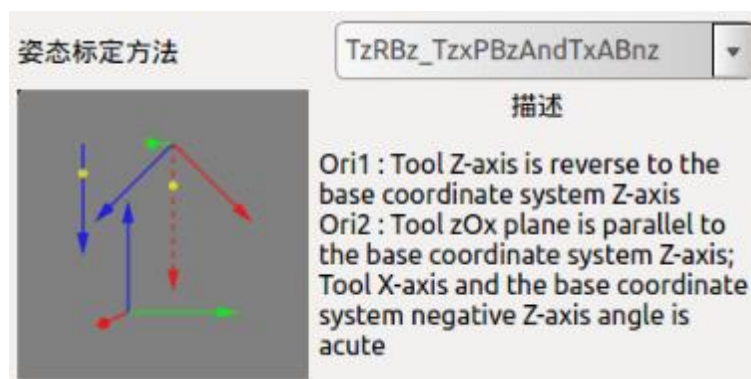 姿态标定方法
TzRBz_TzxPBzAndTxABnz
描述
Ori1 : Tool Z-axis is reverse to the
base coordinate system Z-axis
Ori2 : Tool zOx plane is parallel to
the base coordinate system Z-axis;
Tool X-axis and the base coordinate
system negative Z-axis angle is
acute